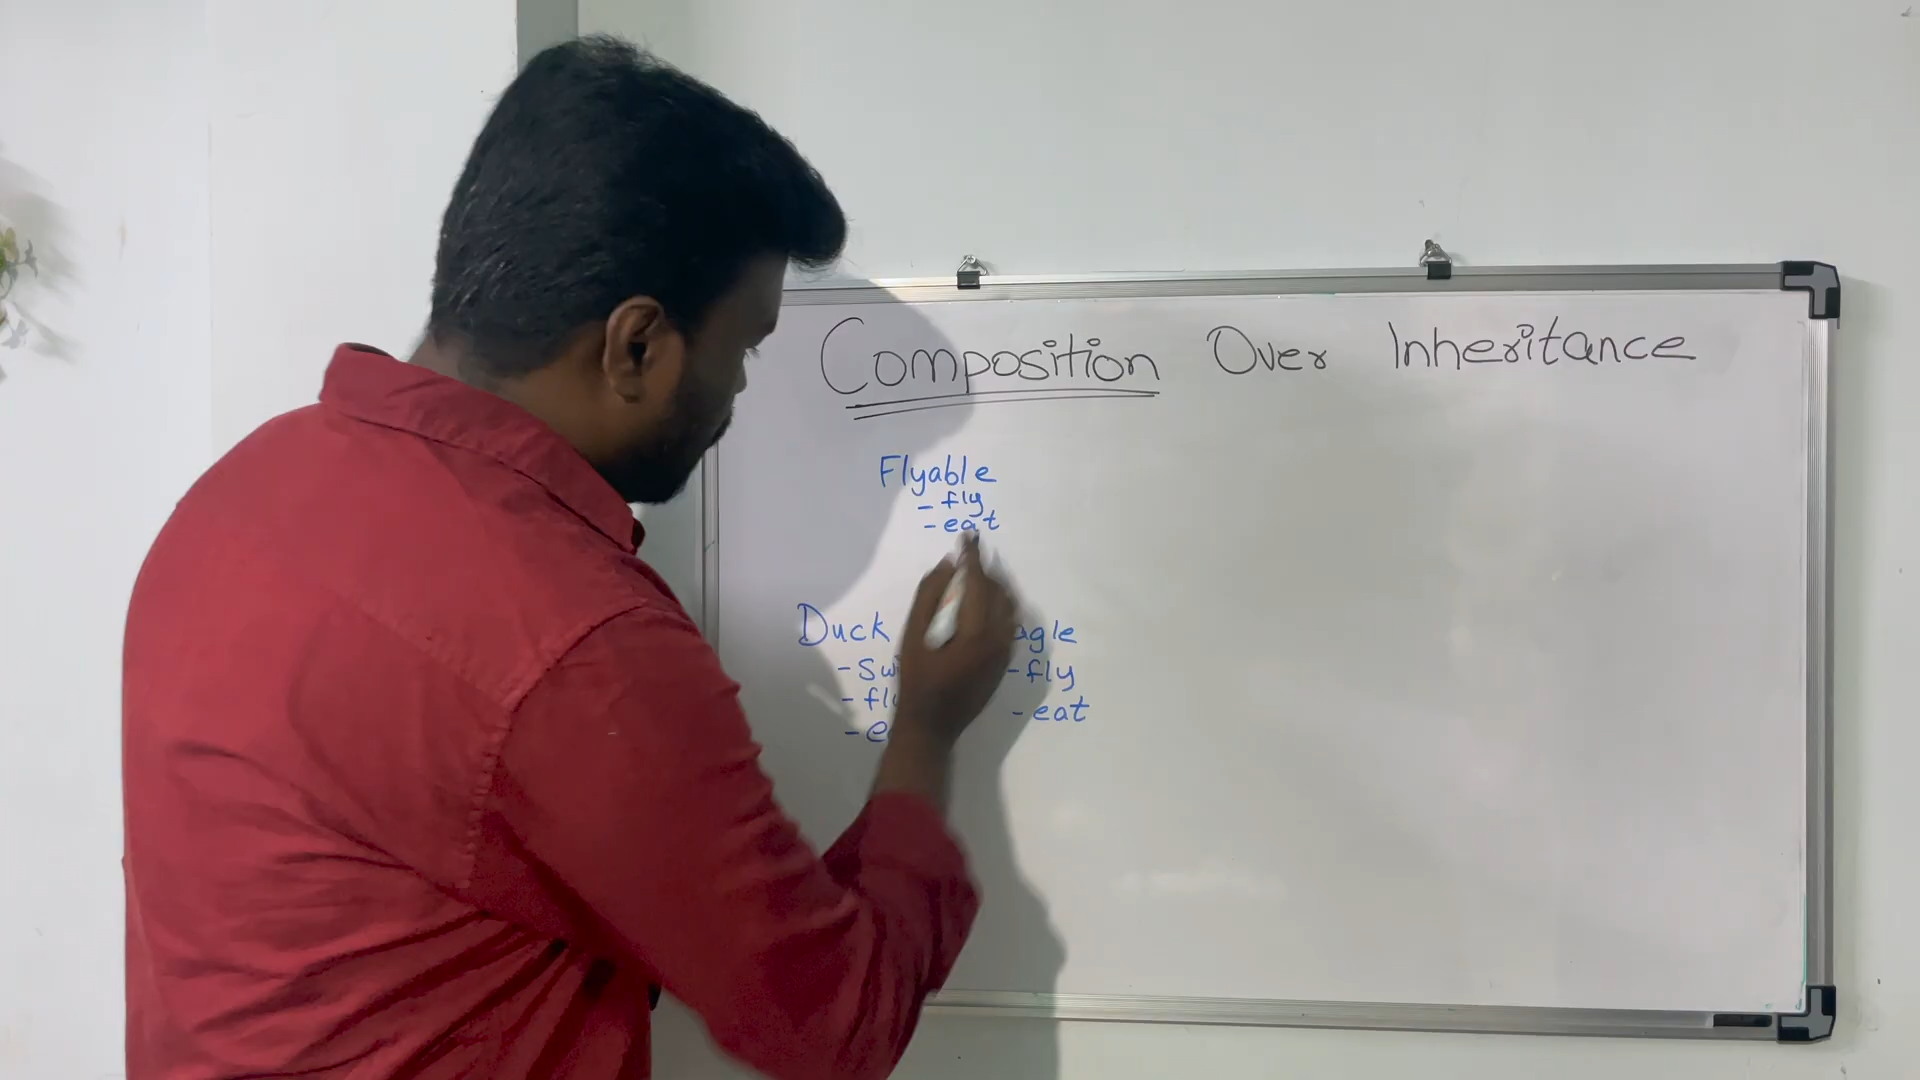 Composition Over Inheritance
Flyable
- fly
- eat
Duck
- fly
- eat